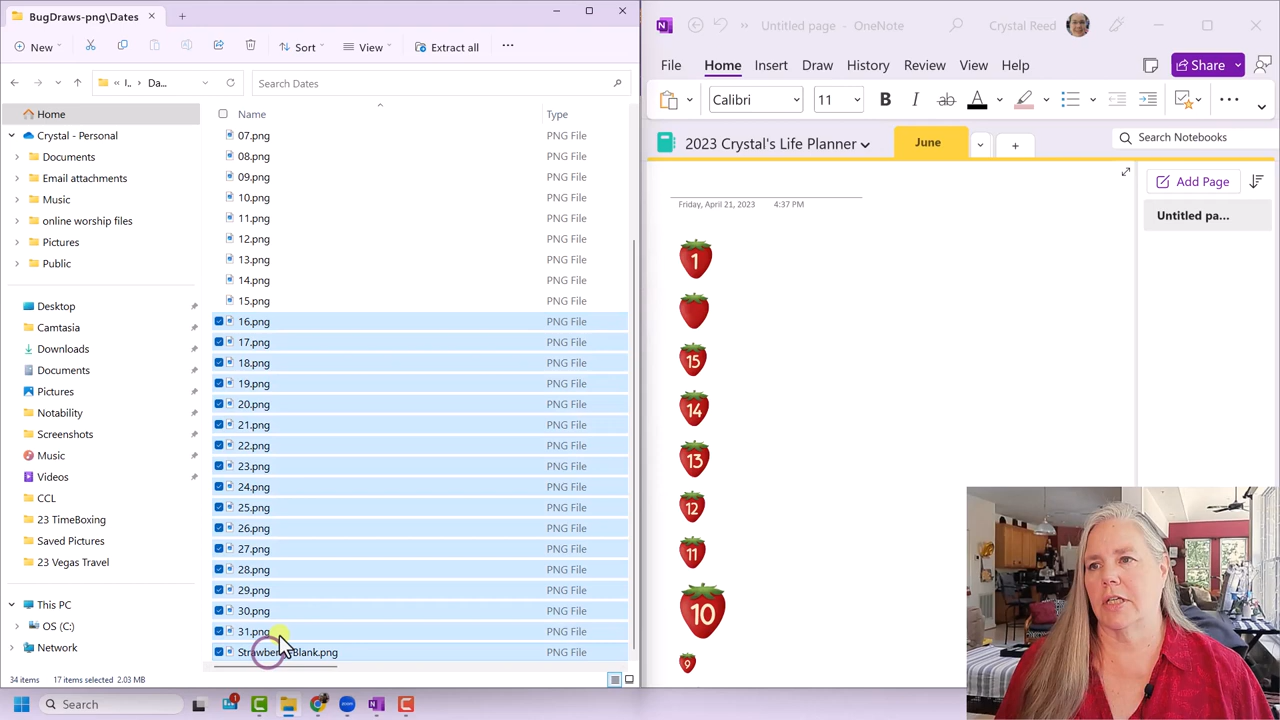 BugDraws-png\Dates
New
Sort
View
Extract all
I...
Da...
Search Dates
Home
Crystal - Personal
Documents
Email attachments
Music
online worship files
Pictures
Public
Desktop
Camtasia
Downloads
Documents
Pictures
Notability
Screenshots
Music
Videos
CCL
23 TimeBoxing
Saved Pictures
23 Vegas Travel
This PC
OS (C:)
Network
Name
Type
07.png PNG File
08.png PNG File
09.png PNG File
10.png PNG File
11.png PNG File
12.png PNG File
13.png PNG File
14.png PNG File
15.png PNG File
16.png PNG File
17.png PNG File
18.png PNG File
19.png PNG File
20.png PNG File
21.png PNG File
22.png PNG File
23.png PNG File
24.png PNG File
25.png PNG File
26.png PNG File
27.png PNG File
28.png PNG File
29.png PNG File
30.png PNG File
31.png PNG File
Blank.png PNG File
34 items
17 items selected 2.03 MB
Search
Untitled page - OneNote
Crystal Reed
File Home Insert Draw History Review View Help
Share
Calibri
11
B I ab A
2023 Crystal's Life Planner
June
Search Notebooks
Add Page
Untitled pa...
Friday, April 21, 2023 4:37 PM
1
15
14
13
12
11
10
9